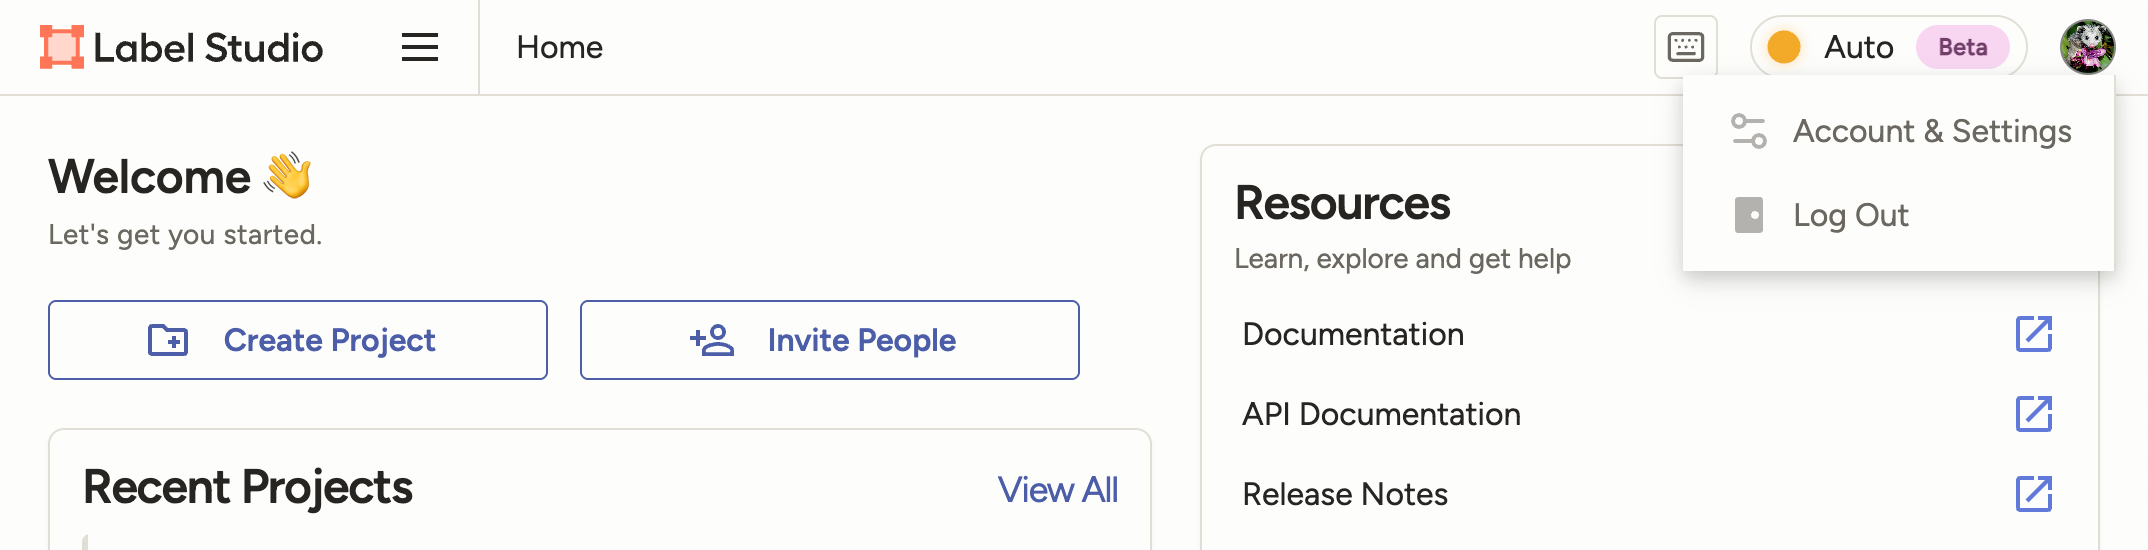 Label Studio
Home
Auto
Beta
Account & Settings
Log Out
Welcome 👋
Let's get you started.
Create Project
Invite People
Recent Projects
View All
Resources
Learn, explore and get help
Documentation
API Documentation
Release Notes